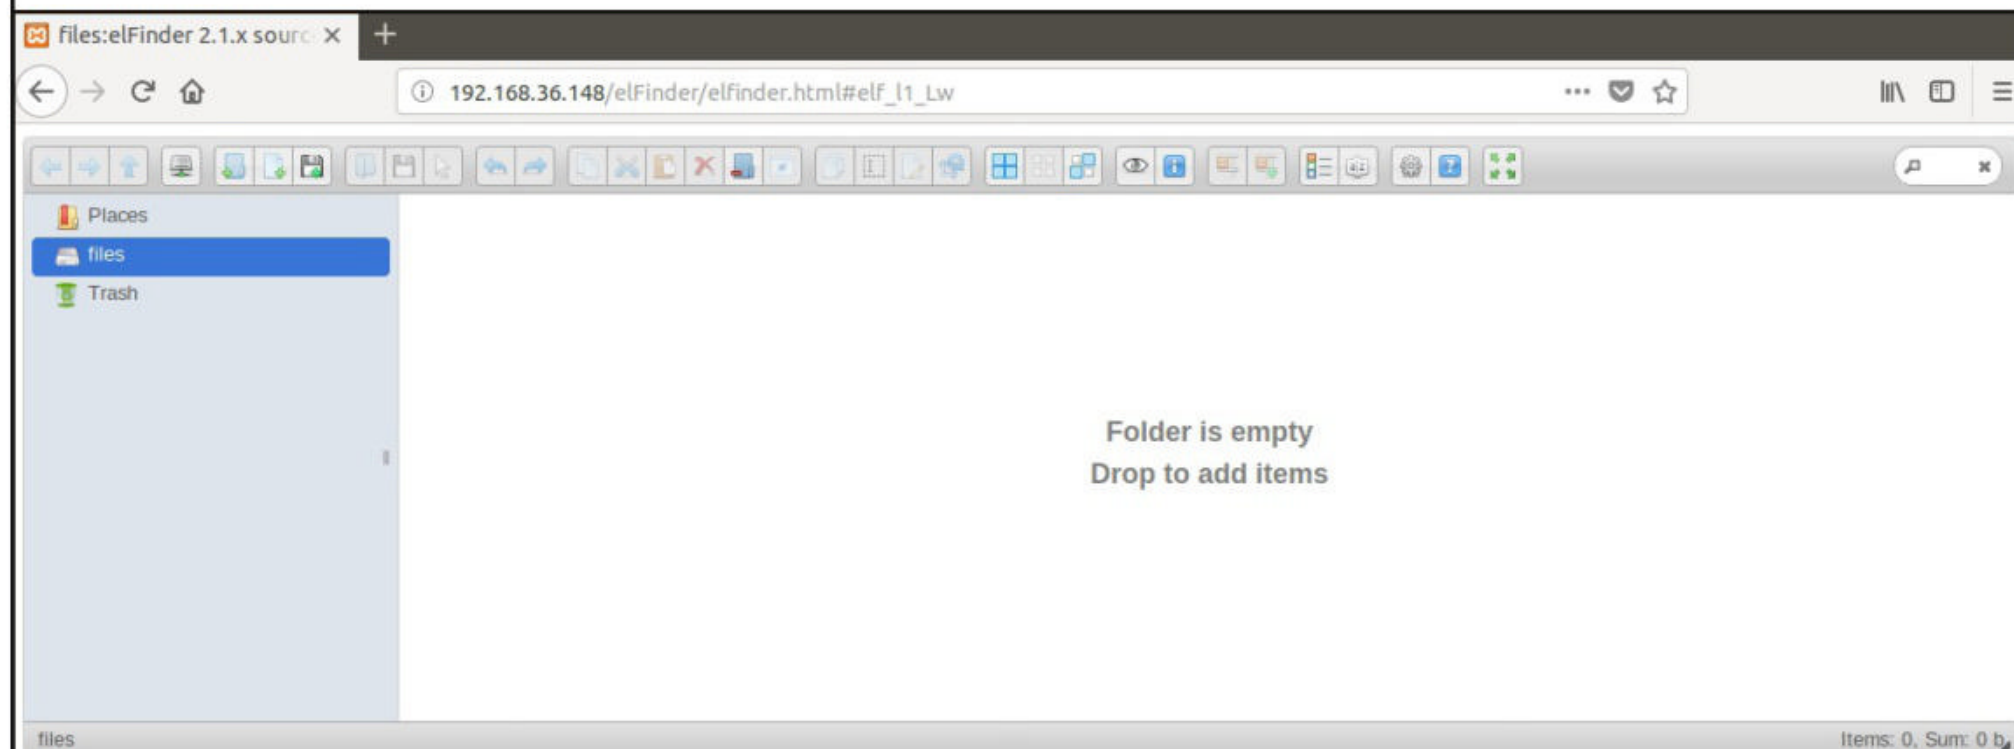 files:elFinder 2.1.x sourc
192.168.36.148/elFinder/elfinder.html#elf_l1_Lw
Places
files
Trash
Folder is empty
Drop to add items
files
Items: 0, Sum: 0 b